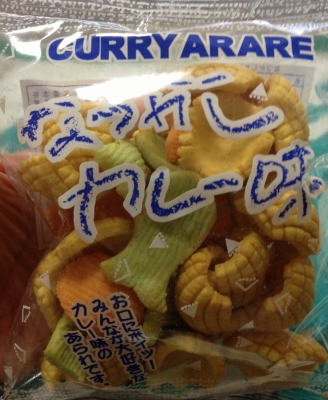 CURRY ARARE
なつかし
カレー味
お口にポイッ!
みんな大好きな
カレー味の
あられです。